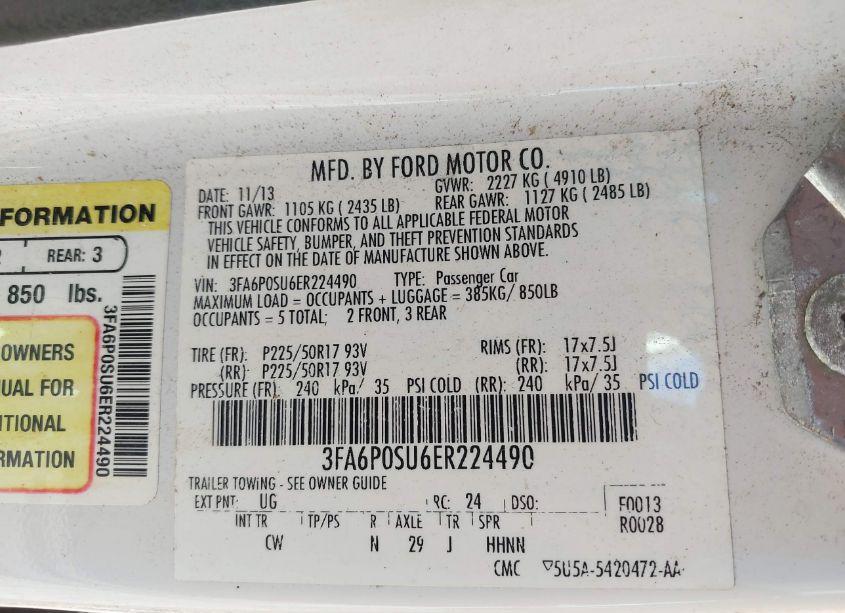 FORMATION
REAR: 3
850 lbs.
OWNERS
FORMATION
3FA6P0SU6ER224490
MFD. BY FORD MOTOR CO.
DATE: 11/13 GVWR: 2227 KG ( 4910 LB)
FRONT GAWR: 1105 KG ( 2435 LB) REAR GAWR: 1127 KG ( 2485 LB)
THIS VEHICLE CONFORMS TO ALL APPLICABLE FEDERAL MOTOR
VEHICLE SAFETY, BUMPER, AND THEFT PREVENTION STANDARDS
IN EFFECT ON THE DATE OF MANUFACTURE SHOWN ABOVE.
VIN: 3FA6P0SU6ER224490 TYPE: Passenger Car
MAXIMUM LOAD = OCCUPANTS + LUGGAGE = 385KG/ 850LB
OCCUPANTS = 5 TOTAL; 2 FRONT, 3 REAR
TIRE (FR): P225/50R17 93V RIMS (FR): 17x7.5J
(RR): P225/50R17 93V (RR): 17x7.5J
PRESSURE (FR): 240 kPa/ 35 PSI COLD (RR): 240 kPa/ 35 PSI COLD
3FA6P0SU6ER224490
TRAILER TOWING - SEE OWNER GUIDE
EXT PNT: UG RC: 24 DSO: F0013
R0028
INT TR TP/PS R AXLE TR SPR
CW N 29 J HHNN
CMC ▽5U5A-5420472-AA